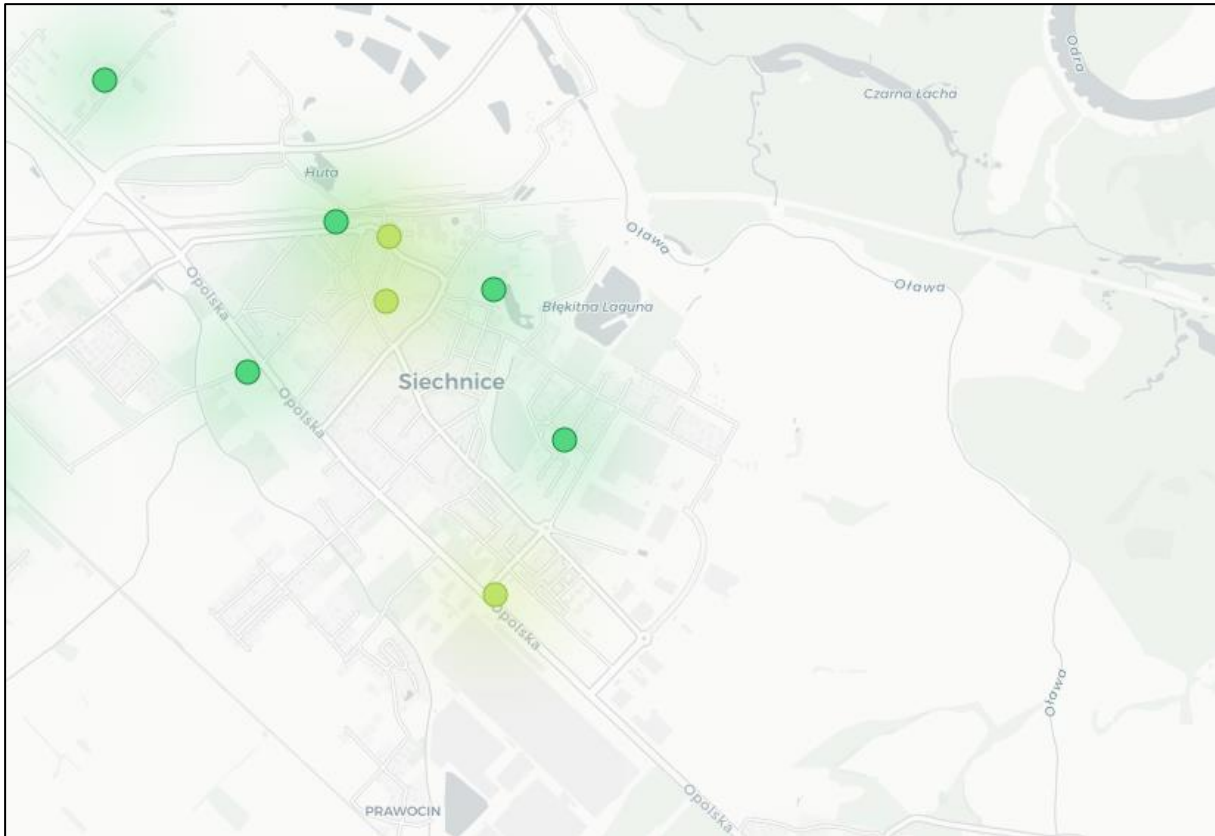 Odra
Czarna Łacha
Huta
Oława
Oława
Opolska
Błękitna Laguna
Siechnice
Opolska
Opolska
Oława
Opolska
PRAWOCIN